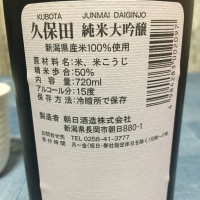 KUBOTA JUNMAI DAIGINJO
久保田 純米大吟醸
新潟県産米100%使用
原材料名：米、米こうじ
精米歩合：50%
内容量：720ml
アルコール分：15度
保存方法：冷暗所で保存
製造者 朝日酒造株式会社
新潟県長岡市朝日880-1
TEL 0258-41-3777